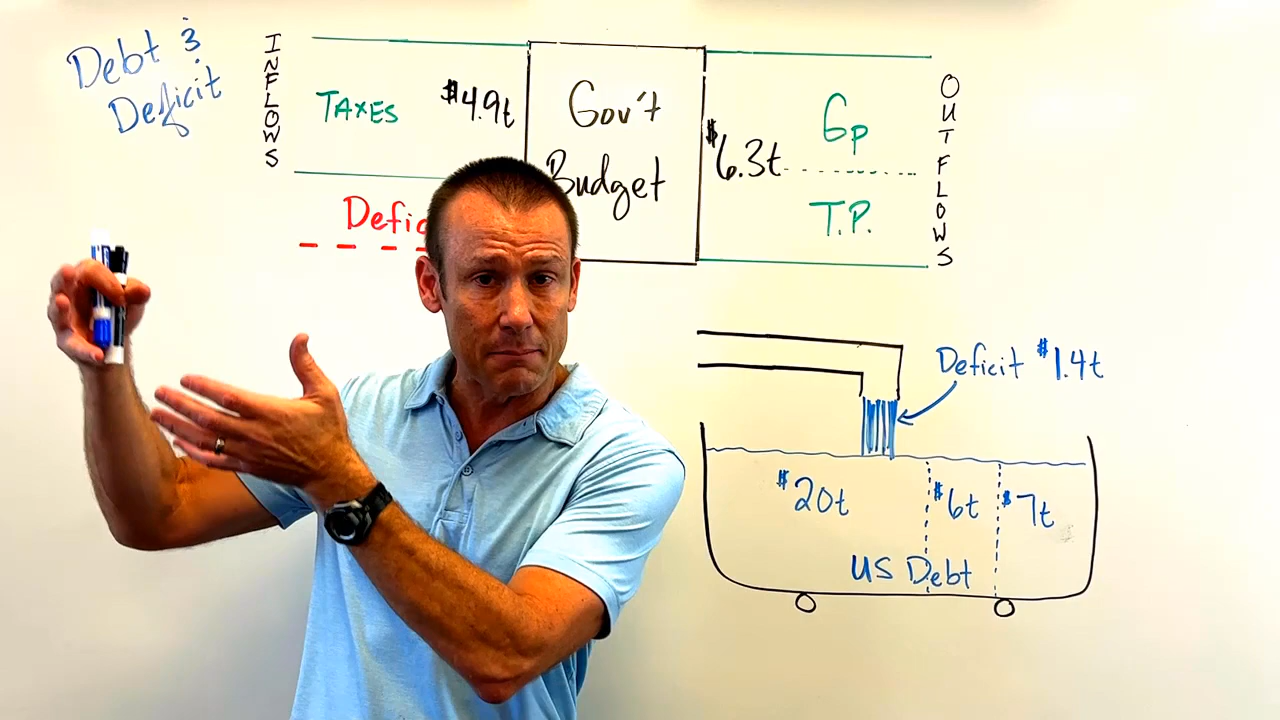 Debt &
Deficit
INFLOWS
TAXES $4.9t
Defic
Gov't
Budget
$6.3t
Gp
T.P.
OUTFLOWS
Deficit $1.4t
$20t $6t $7t
US Debt